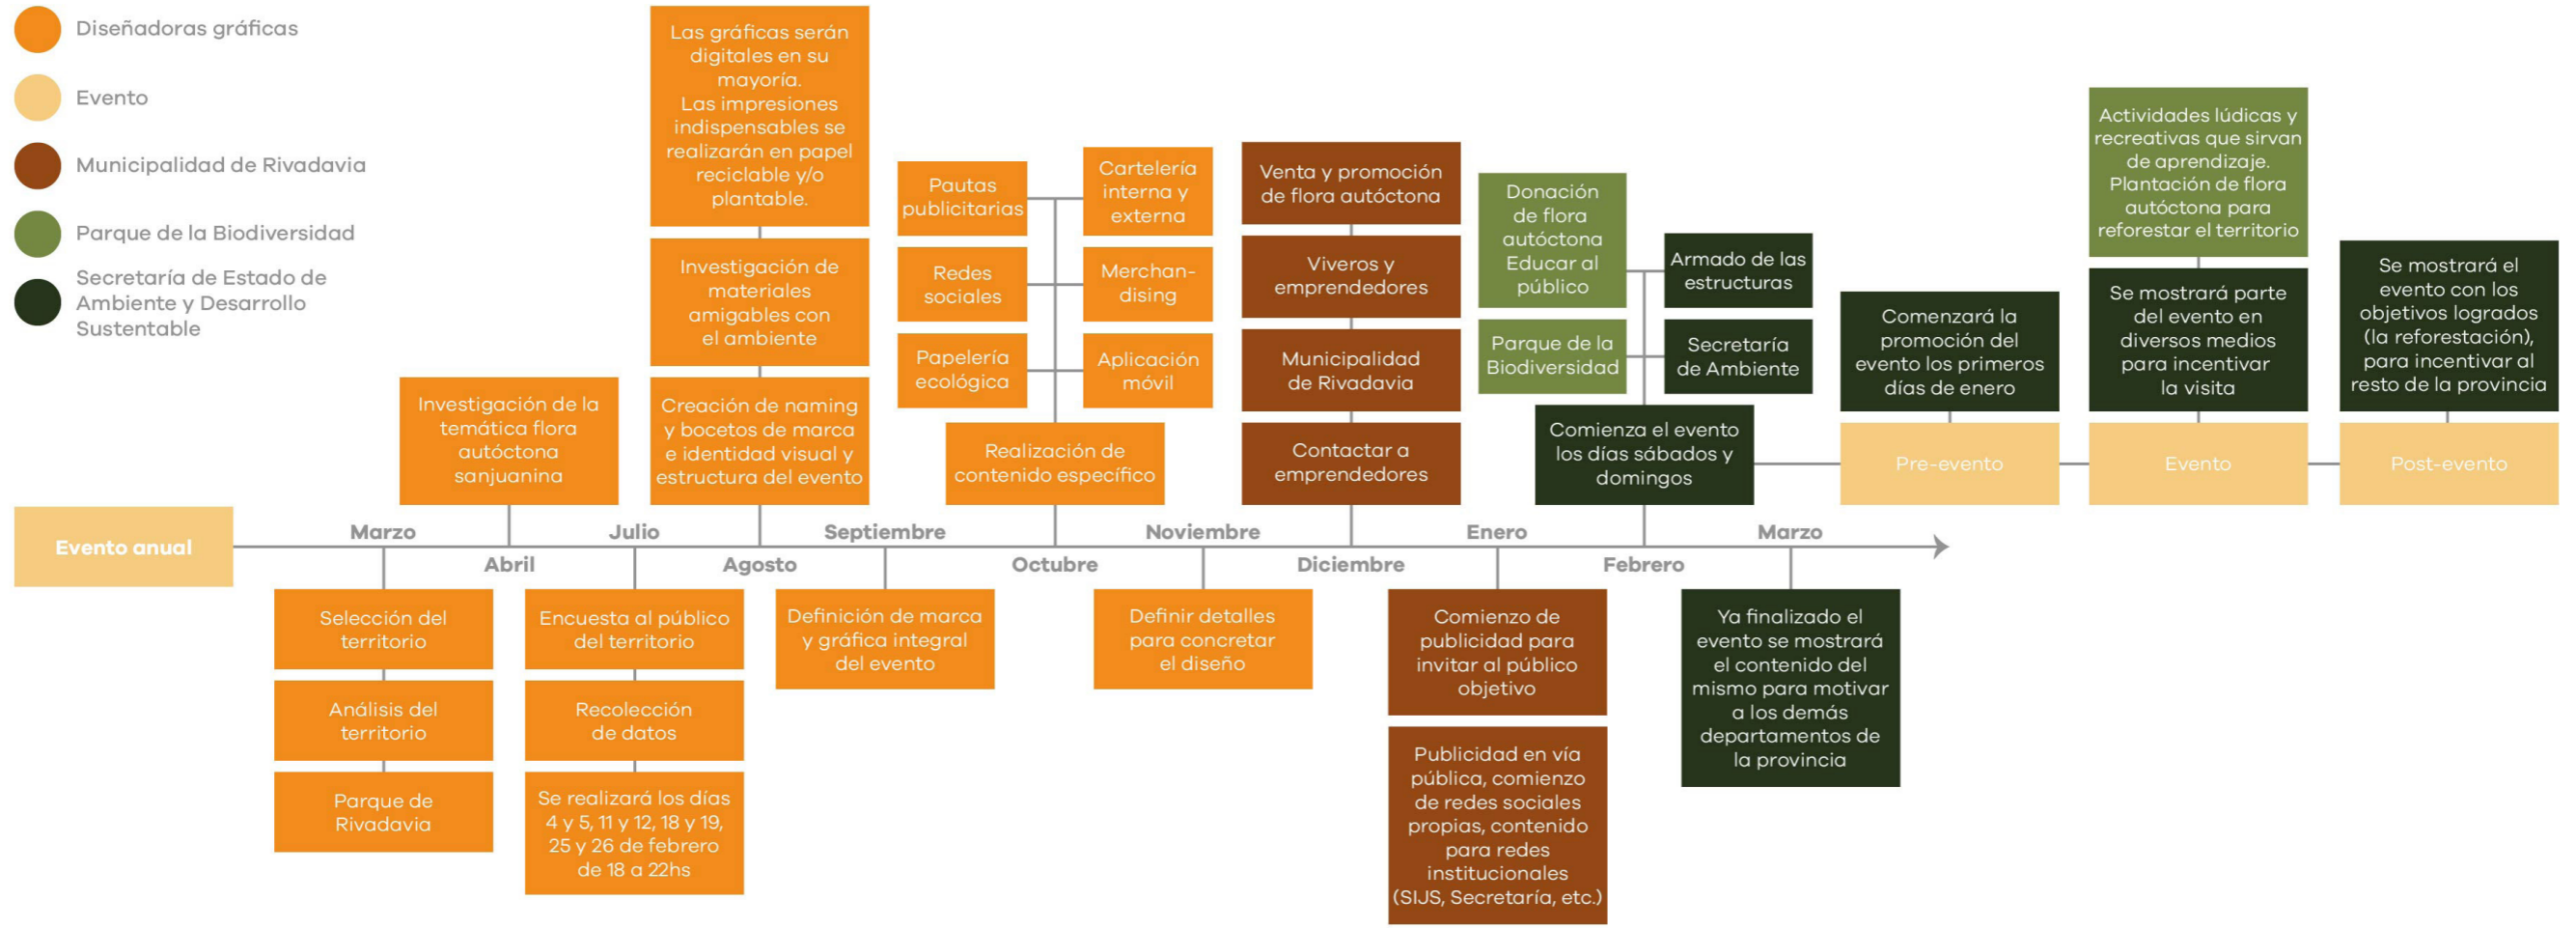 Diseñadoras gráficas
Evento
Municipalidad de Rivadavia
Parque de la Biodiversidad
Secretaría de Estado de
Ambiente y Desarrollo
Sustentable
Evento anual
Marzo
Selección del
territorio
Análisis del
territorio
Parque de
Rivadavia
Investigación de la
temática flora
autóctona
sanjuanina
Abril
Julio
Encuesta al público
del territorio
Recolección
de datos
Se realizará los días
4 y 5, 11 y 12, 18 y 19,
25 y 26 de febrero
de 18 a 22hs
Las gráficas serán
digitales en su
mayoría.
Las impresiones
indispensables se
realizarán en papel
reciclable y/o
plantable.
Investigación de
materiales
amigables con
el ambiente
Creación de naming
y bocetos de marca
e identidad visual y
estructura del evento
Agosto
Septiembre
Definición de marca
y gráfica integral
del evento
Pautas
publicitarias
Cartelería
interna y
externa
Redes
sociales
Merchan-
dising
Papelería
ecológica
Aplicación
móvil
Realización de
contenido específico
Octubre
Noviembre
Definir detalles
para concretar
el diseño
Venta y promoción
de flora autóctona
Viveros y
emprendedores
Municipalidad
de Rivadavia
Contactar a
emprendedores
Diciembre
Enero
Comienzo de
publicidad para
invitar al público
objetivo
Publicidad en vía
pública, comienzo
de redes sociales
propias, contenido
para redes
institucionales
(SIJS, Secretaría, etc.)
Donación
de flora
autóctona
Educar al
público
Armado de las
estructuras
Parque de la
Biodiversidad
Secretaría
de Ambiente
Comienza el evento
los días sábados y
domingos
Febrero
Marzo
Ya finalizado el
evento se mostrará
el contenido del
mismo para motivar
a los demás
departamentos de
la provincia
Comenzará la
promoción del
evento los primeros
días de enero
Pre-evento
Actividades lúdicas y
recreativas que sirvan
de aprendizaje.
Plantación de flora
autóctona para
reforestar el territorio
Se mostrará parte
del evento en
diversos medios
para incentivar
la visita
Evento
Se mostrará el
evento con los
objetivos logrados
(la reforestación),
para incentivar al
resto de la provincia
Post-evento